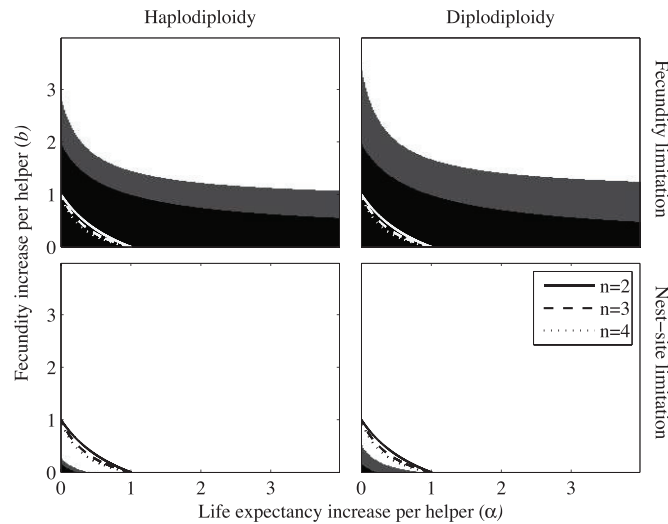 Haplodiploidy
Diplodiploidy
Fecundity increase per helper (b)
3
2
1
0
3
2
1
0
Fecundity limitation
Nest−site limitation
n=2
n=3
n=4
0 1 2 3
0 1 2 3
Life expectancy increase per helper (α)